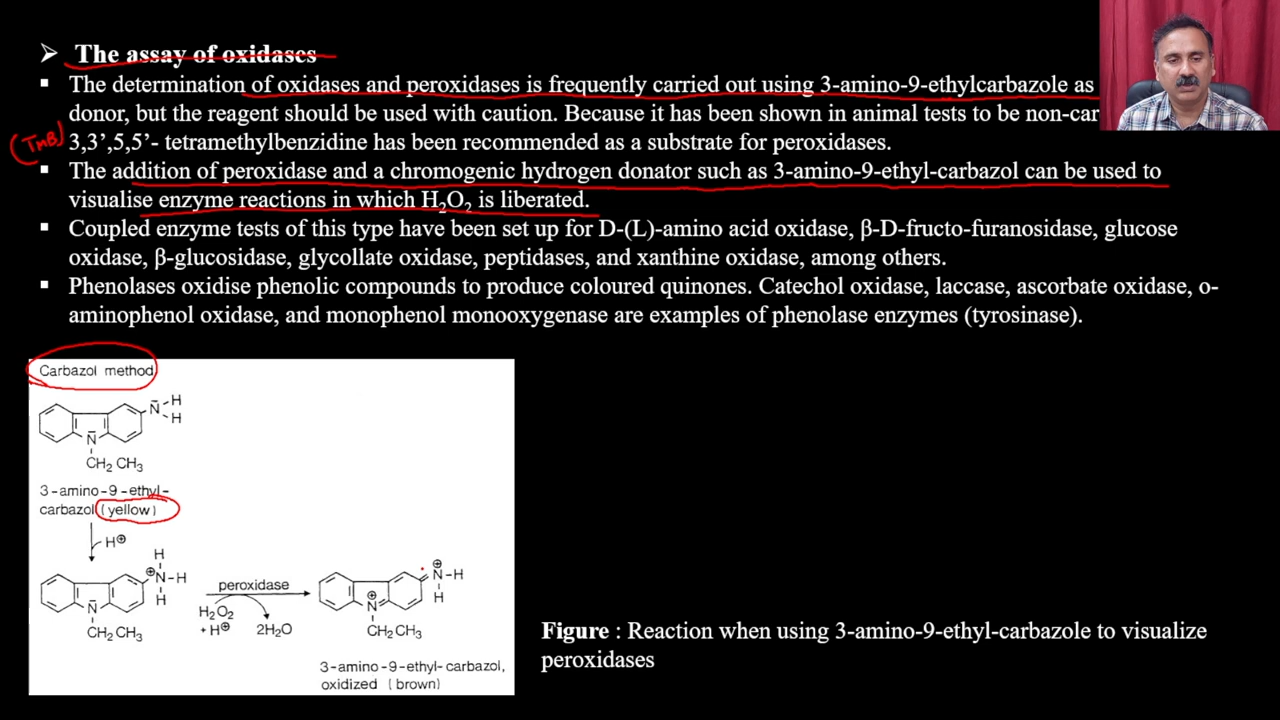 The assay of oxidases
The determination of oxidases and peroxidases is frequently carried out using 3-amino-9-ethylcarbazole as
donor, but the reagent should be used with caution. Because it has been shown in animal tests to be non-car
(TMB) 3,3’,5,5’- tetramethylbenzidine has been recommended as a substrate for peroxidases.
The addition of peroxidase and a chromogenic hydrogen donator such as 3-amino-9-ethyl-carbazol can be used to
visualise enzyme reactions in which H₂O₂ is liberated.
Coupled enzyme tests of this type have been set up for D-(L)-amino acid oxidase, β-D-fructo-furanosidase, glucose
oxidase, β-glucosidase, glycollate oxidase, peptidases, and xanthine oxidase, among others.
Phenolases oxidise phenolic compounds to produce coloured quinones. Catechol oxidase, laccase, ascorbate oxidase, o-
aminophenol oxidase, and monophenol monooxygenase are examples of phenolase enzymes (tyrosinase).
Carbazol method
N H
H
N
CH₂ CH₃
3-amino-9-ethyl-
carbazol (yellow)
H⊕
H
⊕N-H
H
N
CH₂ CH₃
peroxidase
H₂O₂
+ H⊕
2H₂O
⊕
N-H
H
⊕
N
CH₂CH₃
3-amino-9-ethyl-carbazol,
oxidized (brown)
Figure : Reaction when using 3-amino-9-ethyl-carbazole to visualize
peroxidases